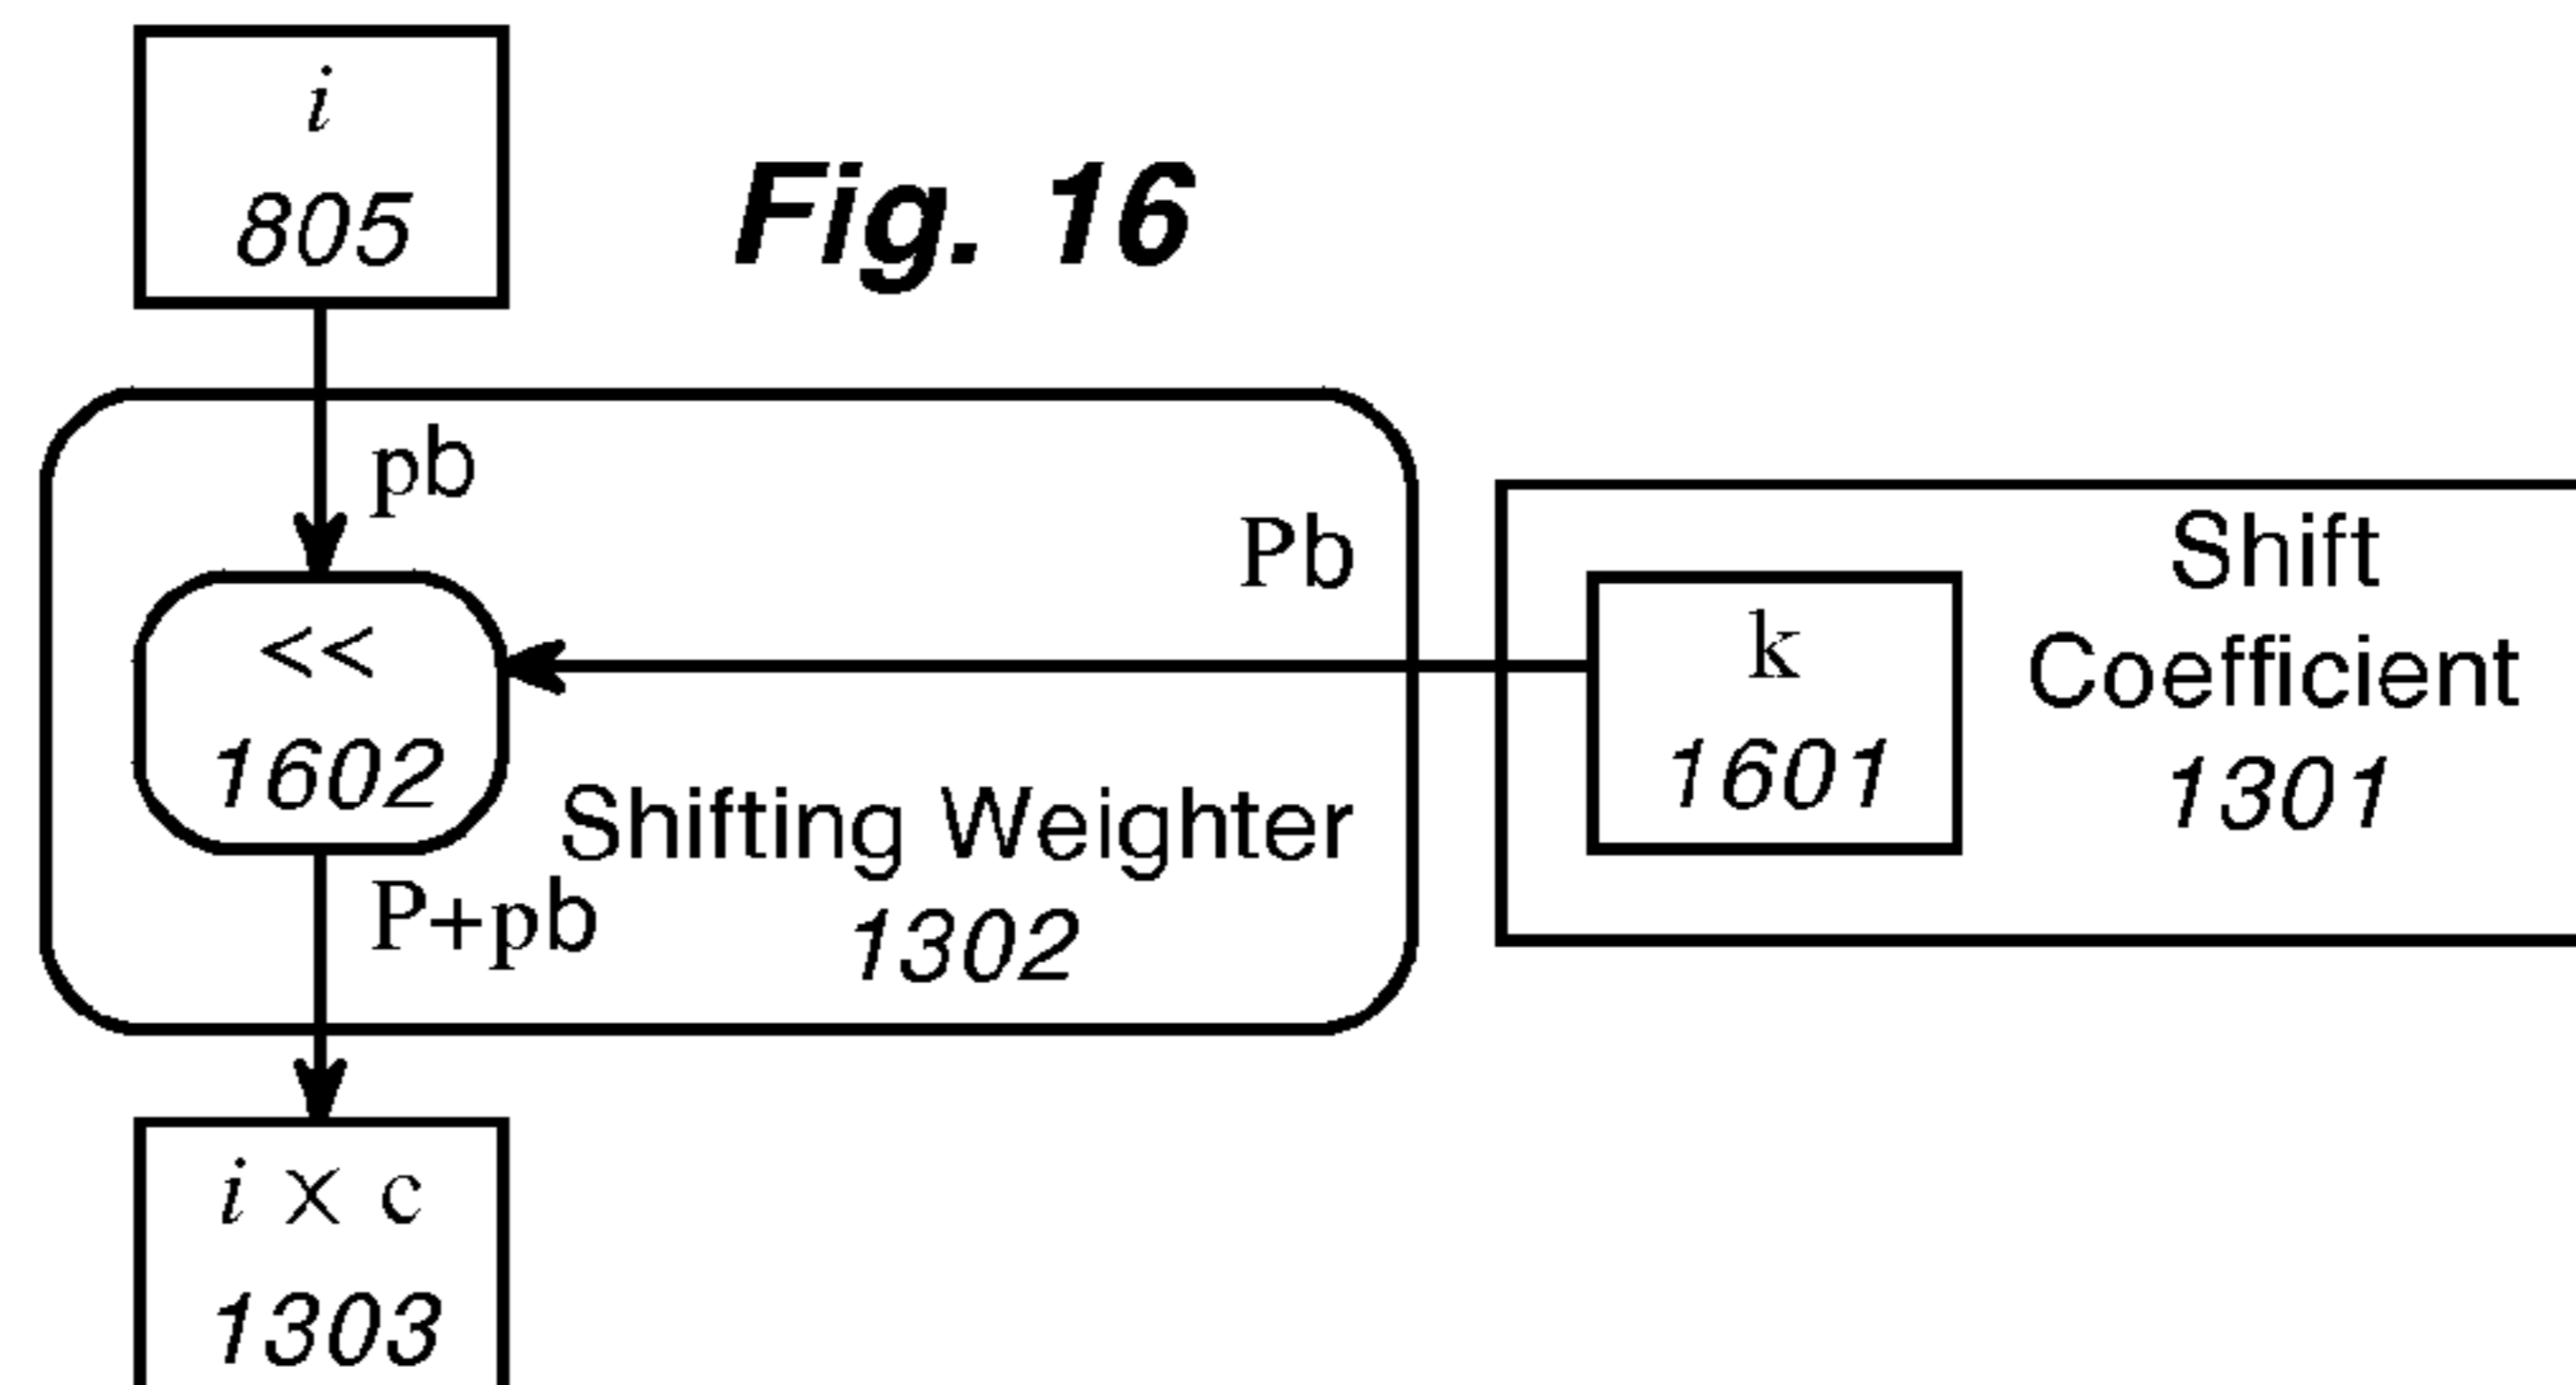 i
805
Fig. 16
pb
Pb
<<
1602
k
1601
Shift
Coefficient
1301
Shifting Weighter
1302
P+pb
i × c
1303